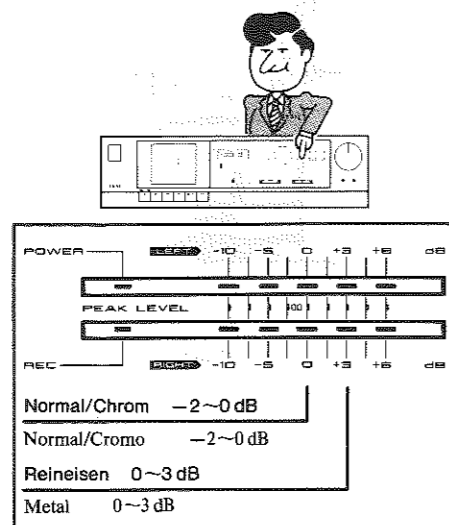 POWER LEFT -10 -5 0 +3 +6 dB
PEAK LEVEL
REC RIGHT -10 -5 0 +3 +6 dB
Normal/Chrom −2~0 dB
Normal/Cromo −2~0 dB
Reineisen 0~3 dB
Metal 0~3 dB